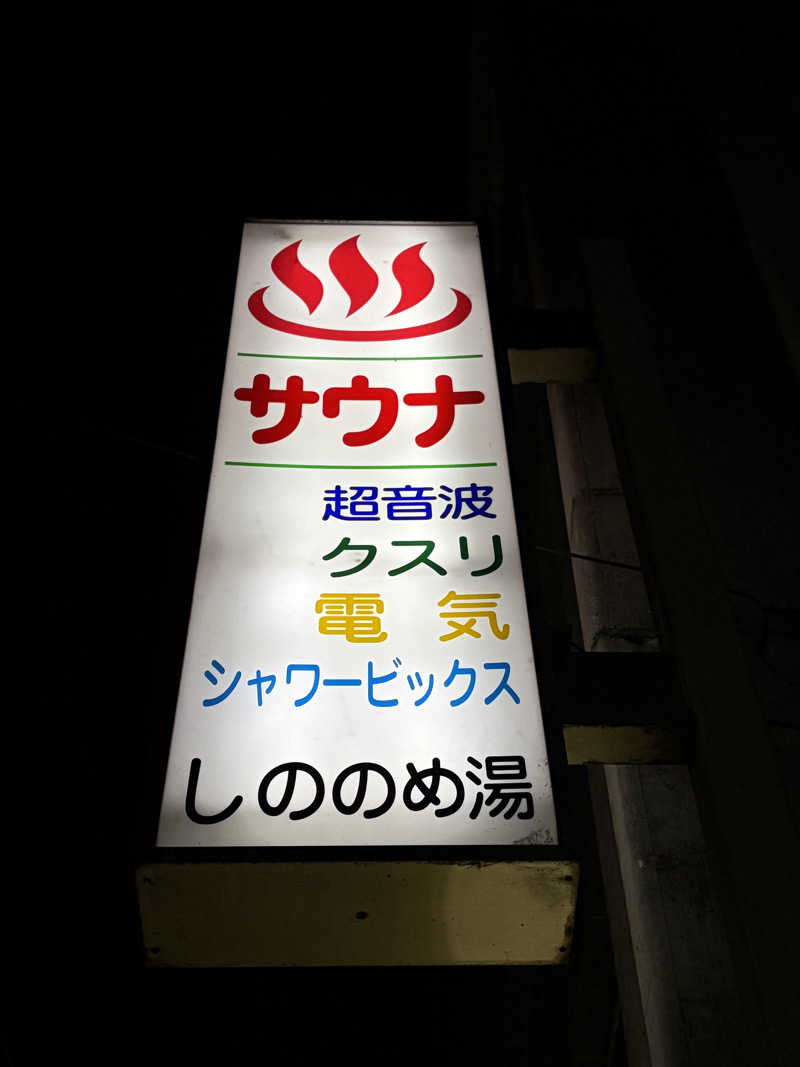 サウナ
超音波
クスリ
電気
シャワービックス
しののめ湯